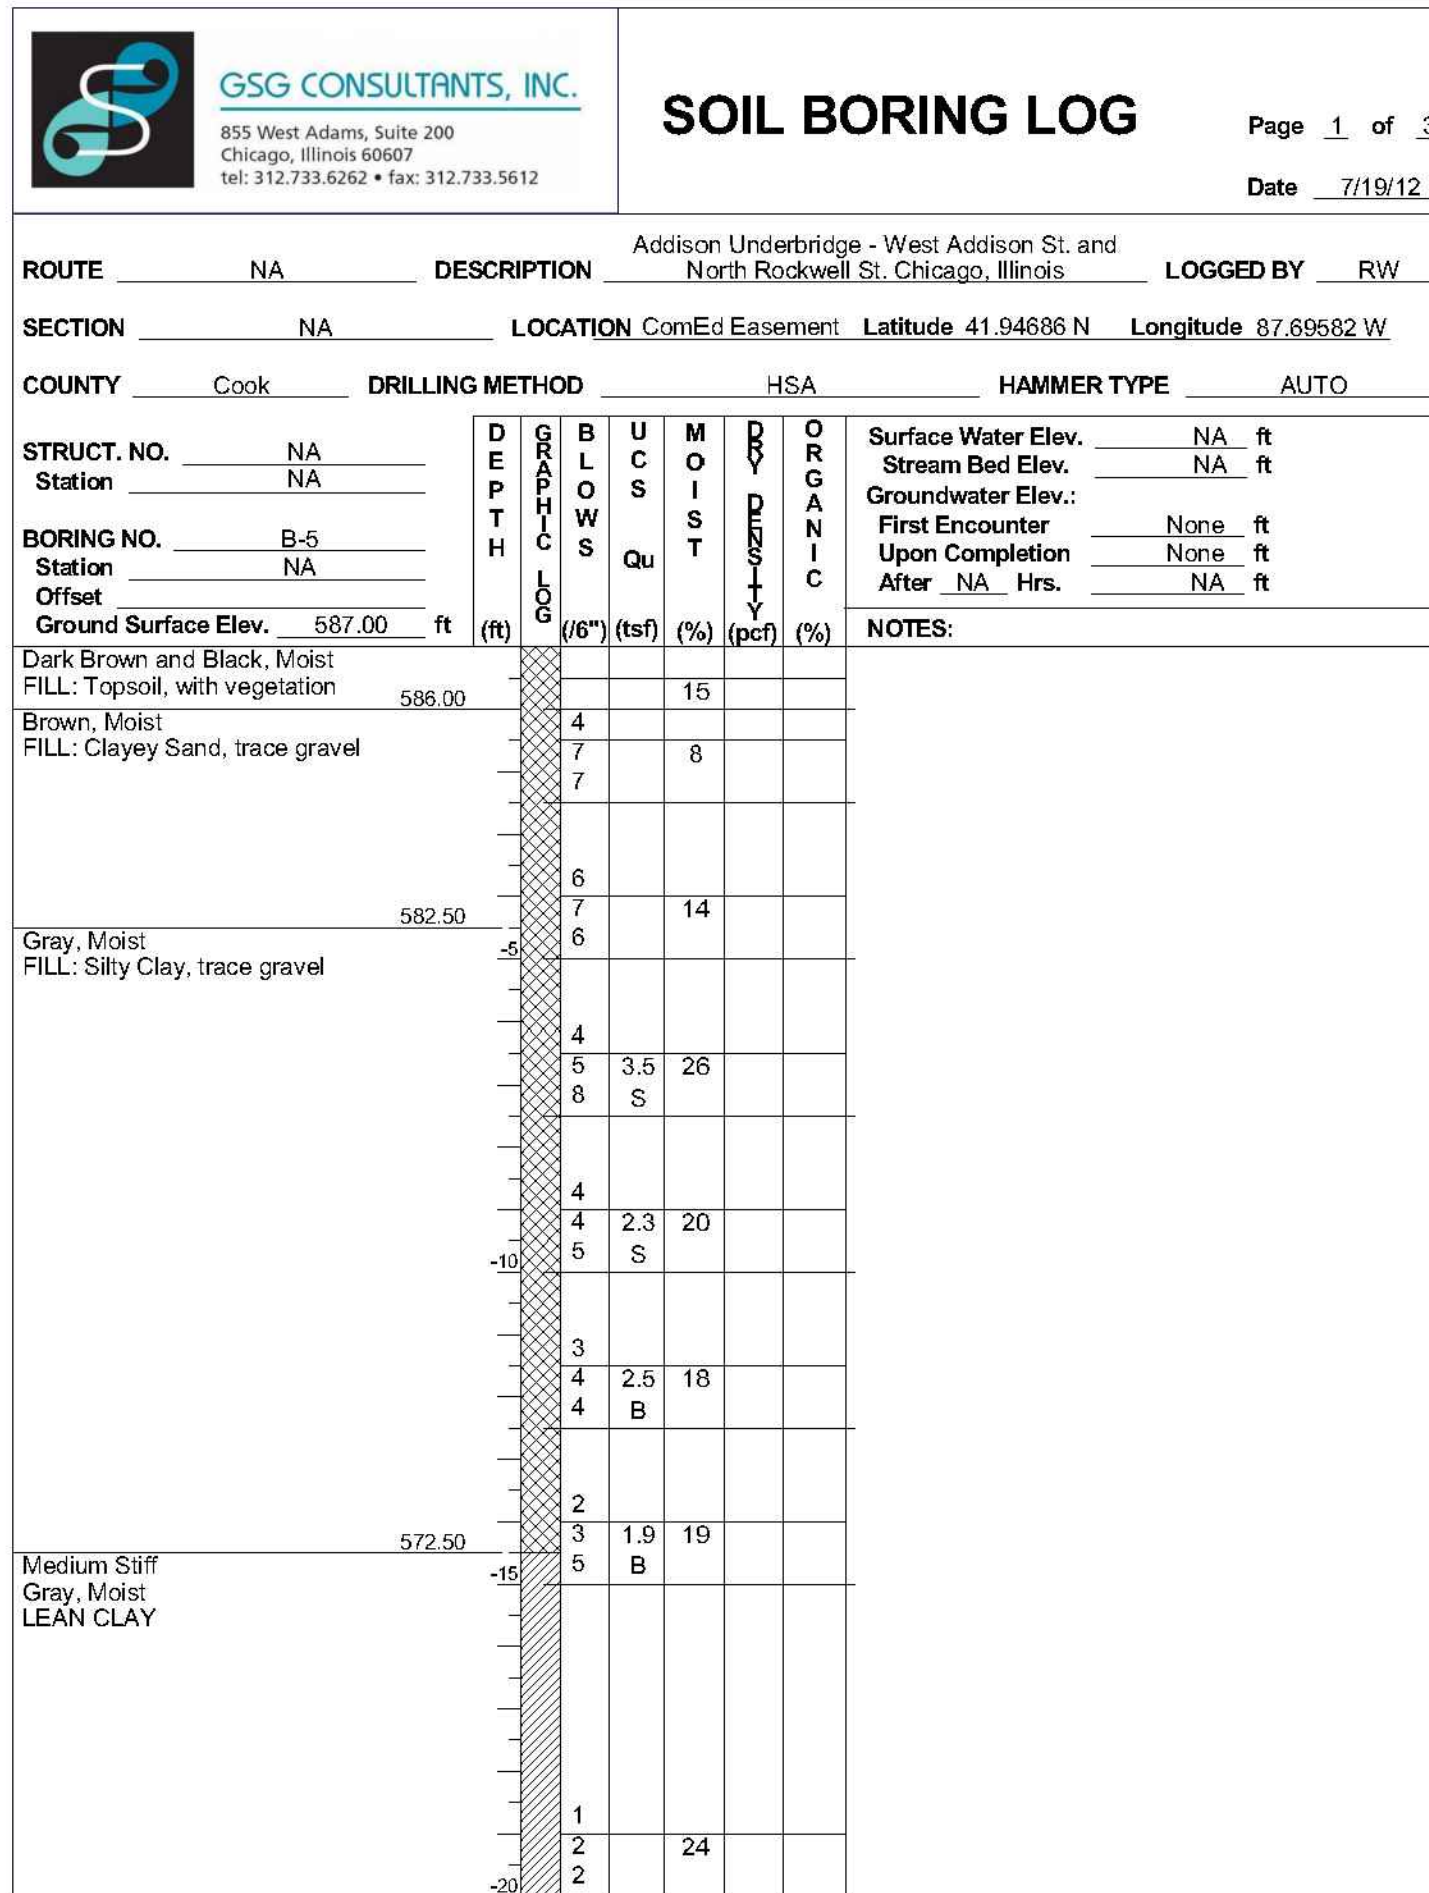 GSG CONSULTANTS, INC.
855 West Adams, Suite 200
Chicago, Illinois 60607
tel: 312.733.6262 • fax: 312.733.5612
SOIL BORING LOG
Page 1 of 3
Date 7/19/12
ROUTE NA DESCRIPTION Addison Underbridge - West Addison St. and
North Rockwell St. Chicago, Illinois LOGGED BY RW
SECTION NA LOCATION ComEd Easement Latitude 41.94686 N Longitude 87.69582 W
COUNTY Cook DRILLING METHOD HSA HAMMER TYPE AUTO
STRUCT. NO. NA
Station NA
BORING NO. B-5
Station NA
Offset
Ground Surface Elev. 587.00 ft
DEPTH (ft)
GRAPHIC LOG
BLOWS (/6")
UCS Qu (tsf)
MOIST (%)
DRY DENSITY (pcf)
ORGANIC (%)
Surface Water Elev. NA ft
Stream Bed Elev. NA ft
Groundwater Elev.:
First Encounter None ft
Upon Completion None ft
After NA Hrs. NA ft
NOTES:
Dark Brown and Black, Moist
FILL: Topsoil, with vegetation 586.00 15
Brown, Moist 4
FILL: Clayey Sand, trace gravel 7 8
7
6
582.50 7 14
Gray, Moist -5 6
FILL: Silty Clay, trace gravel
4
5 3.5 26
8 S
4
4 2.3 20
-10 5 S
3
4 2.5 18
4 B
2
572.50 3 1.9 19
Medium Stiff -15 5 B
Gray, Moist
LEAN CLAY
1
2 24
-20 2